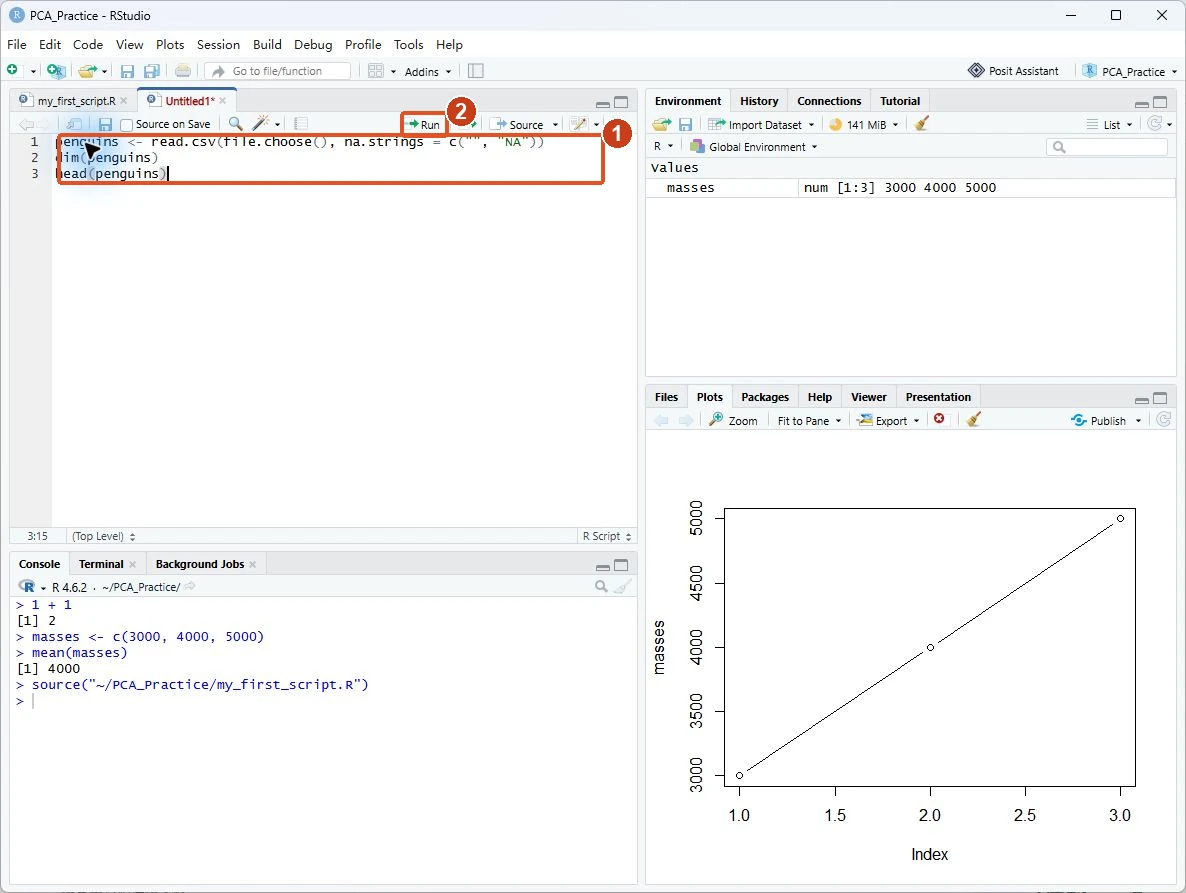 PCA_Practice - RStudio
File Edit Code View Plots Session Build Debug Profile Tools Help
Go to file/function Addins Posit Assistant PCA_Practice
my_first_script.R Untitled1*
Source on Save Run Source
2
1
1 penguins <- read.csv(file.choose(), na.strings = c("", "NA"))
2 dim(penguins)
3 head(penguins)
3:15 (Top Level) R Script
Console Terminal Background Jobs
R 4.6.2 · ~/PCA_Practice/
> 1 + 1
[1] 2
> masses <- c(3000, 4000, 5000)
> mean(masses)
[1] 4000
> source("~/PCA_Practice/my_first_script.R")
>
Environment History Connections Tutorial
Import Dataset 141 MiB List
R Global Environment
Values
masses num [1:3] 3000 4000 5000
Files Plots Packages Help Viewer Presentation
Zoom Fit to Pane Export Publish
masses
5000
4500
4000
3500
3000
1.0 1.5 2.0 2.5 3.0
Index